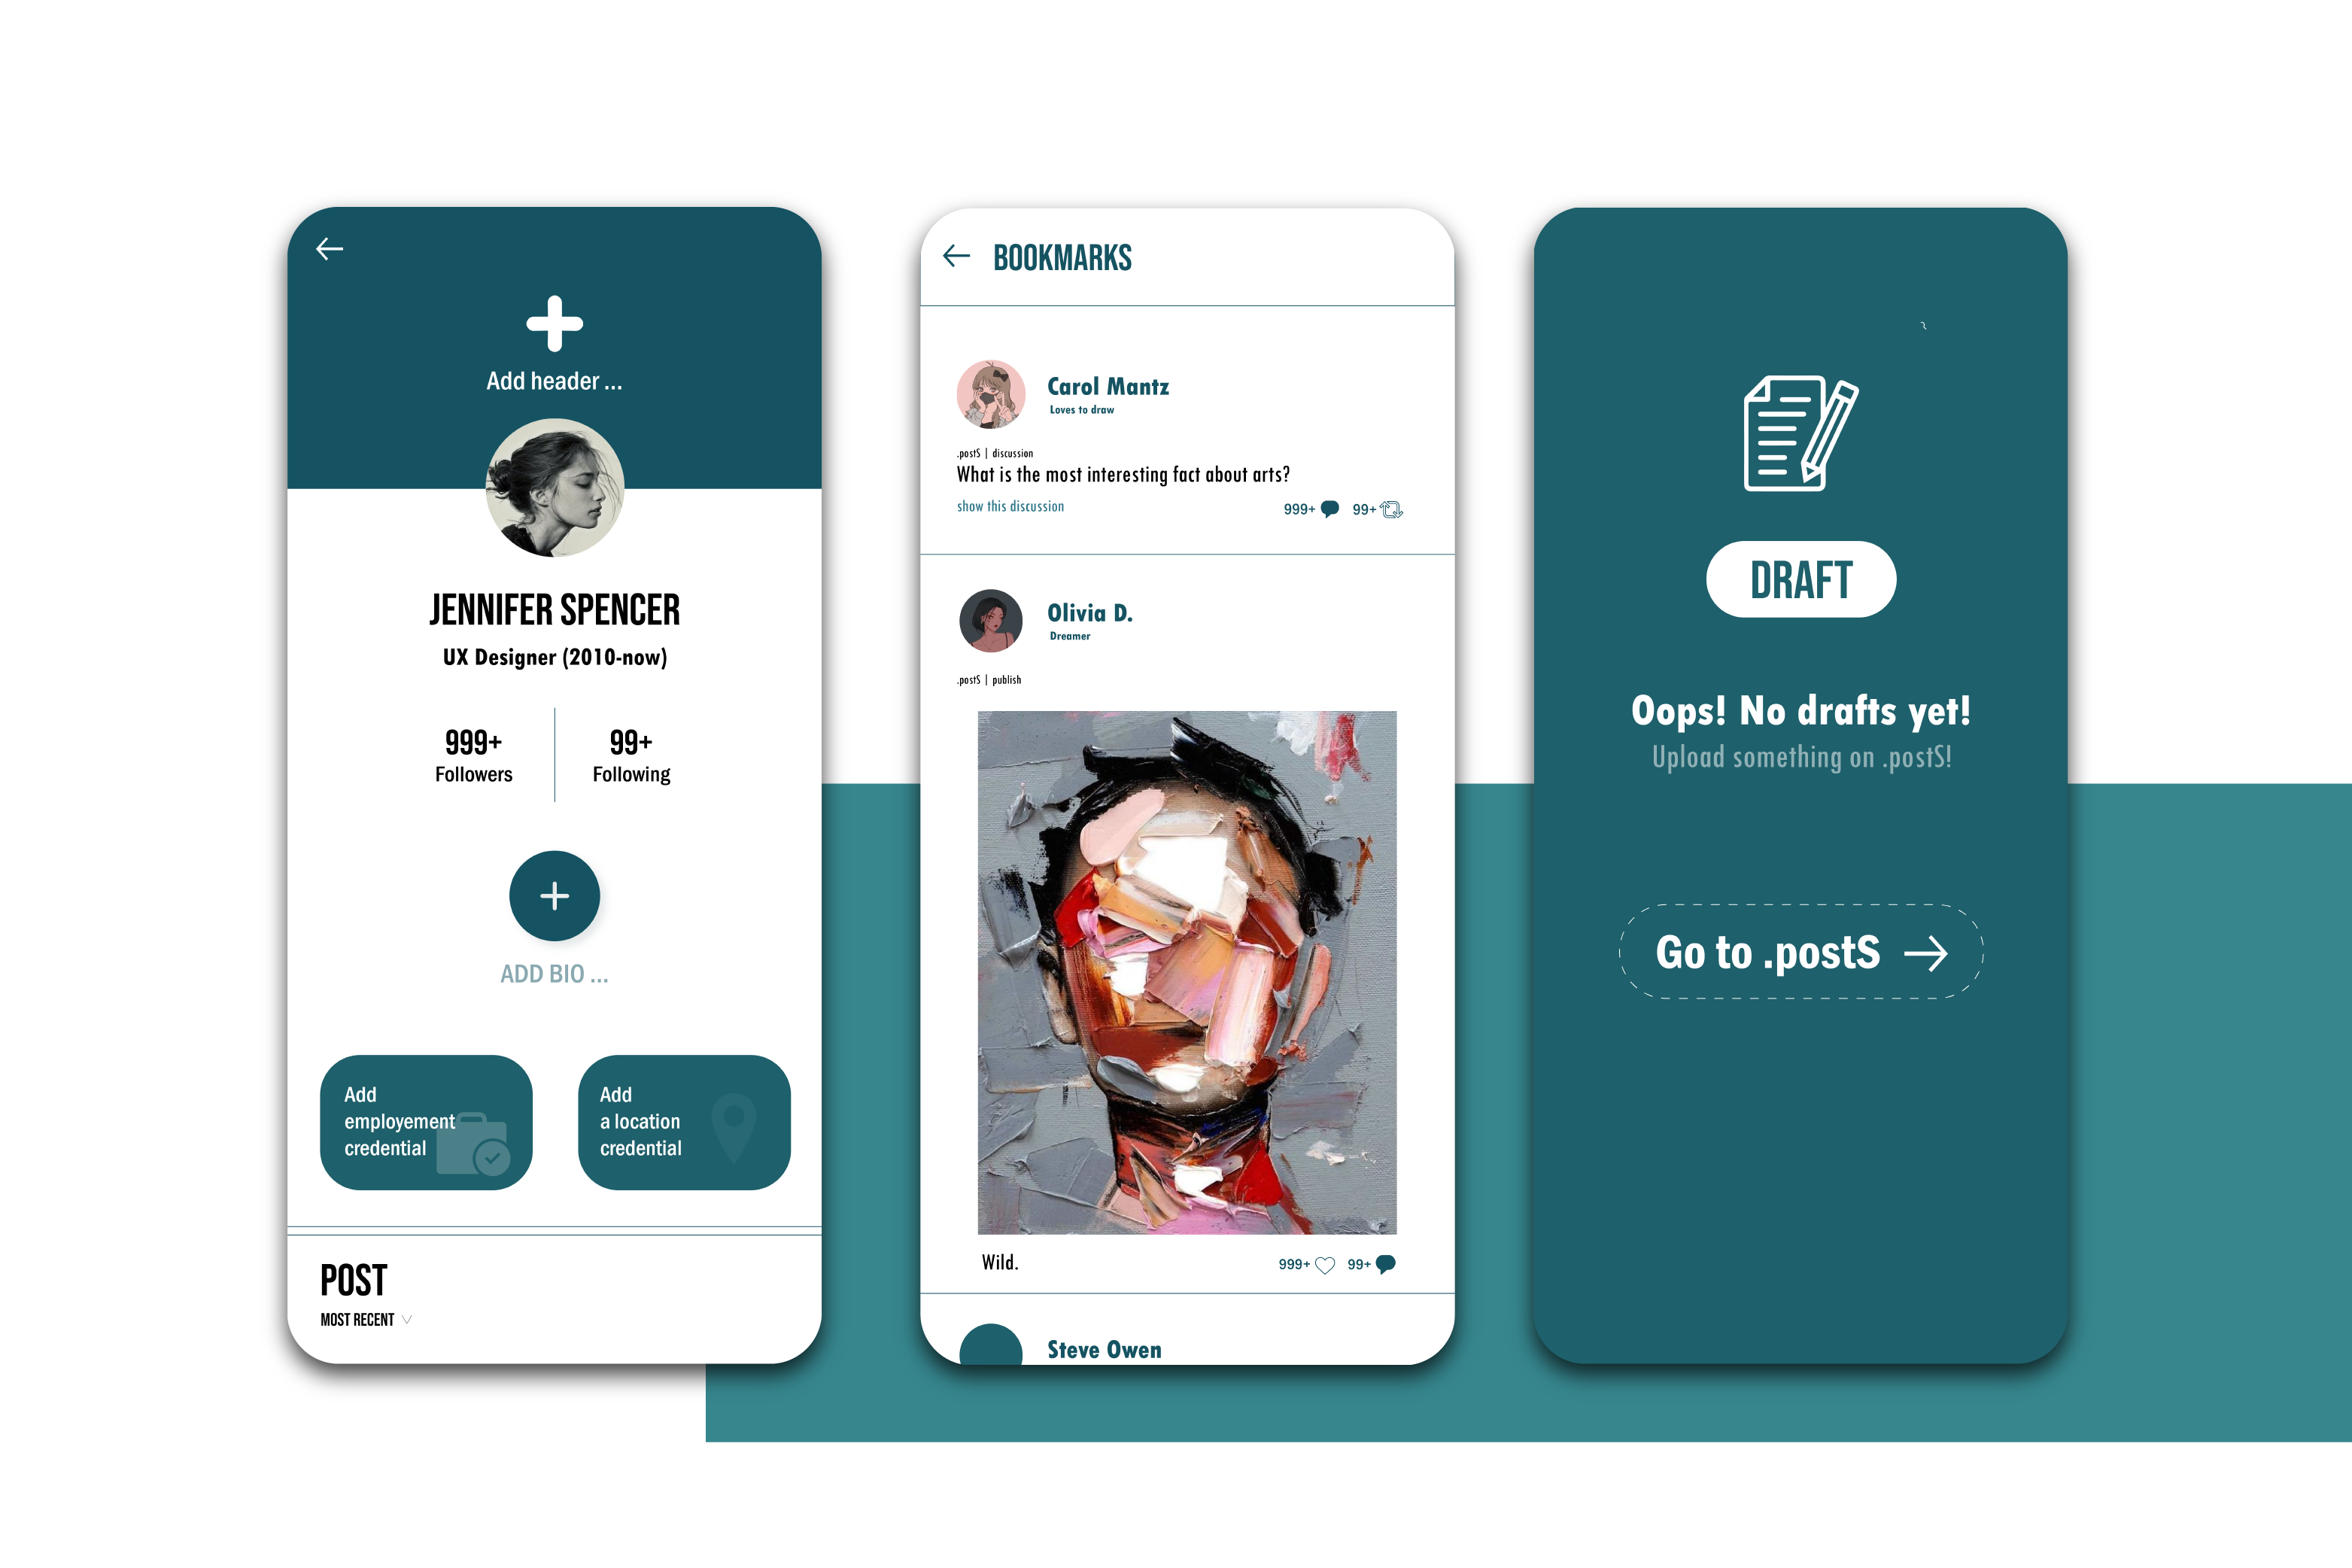 Add header ...
JENNIFER SPENCER
UX Designer (2010-now)
999+
Followers
99+
Following
ADD BIO ...
Add
employement
credential
Add
a location
credential
POST
MOST RECENT
BOOKMARKS
Carol Mantz
Loves to draw
.postS | discussion
What is the most interesting fact about arts?
show this discussion
999+ 99+
Olivia D.
Dreamer
.postS | publish
Wild.
999+ 99+
Steve Owen
DRAFT
Oops! No drafts yet!
Upload something on .postS!
Go to .postS